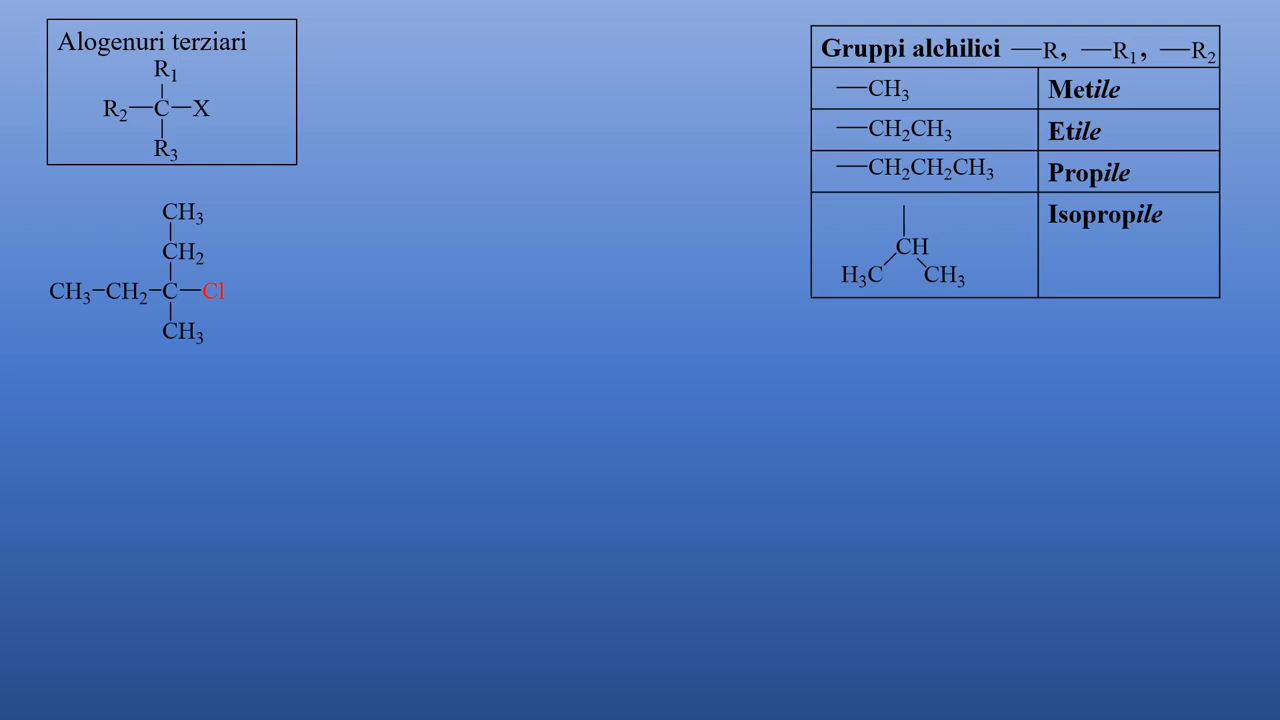 Alogenuri terziari
R₁
R₂—C—X
R₃
CH₃
CH₂
CH₃–CH₂–C—Cl
CH₃
Gruppi alchilici —R, —R₁, —R₂
—CH₃ Metile
—CH₂CH₃ Etile
—CH₂CH₂CH₃ Propile
Isopropile
CH
H₃C CH₃